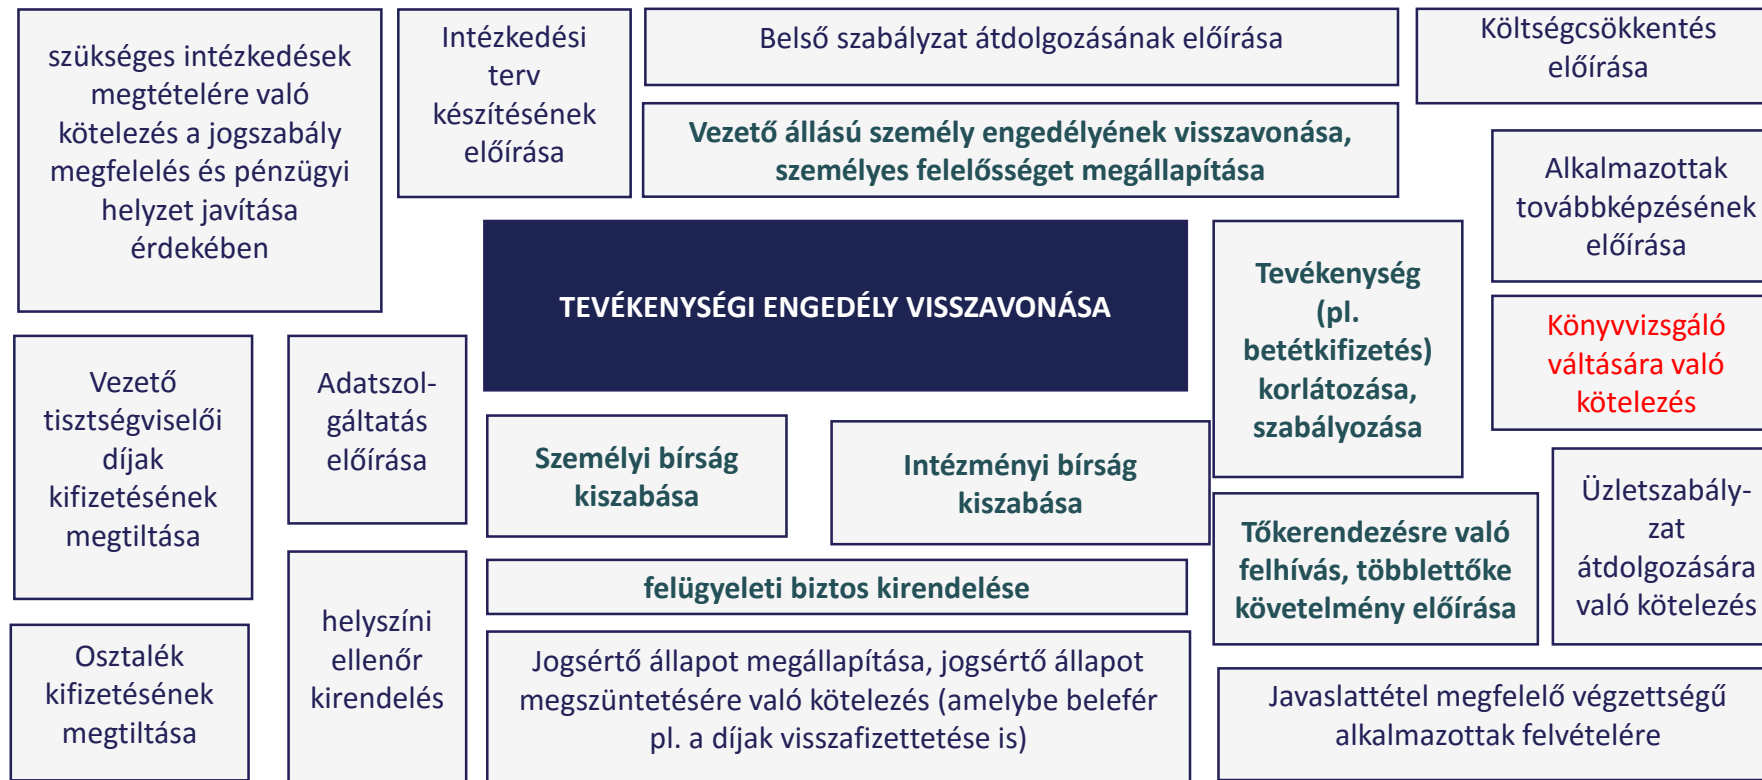 szükséges intézkedések
megtételére való
kötelezés a jogszabály
megfelelés és pénzügyi
helyzet javítása
érdekében
Intézkedési
terv
készítésének
előírása
Belső szabályzat átdolgozásának előírása
Költségcsökkentés
előírása
Vezető állású személy engedélyének visszavonása,
személyes felelősséget megállapítása
Alkalmazottak
továbbképzésének
előírása
TEVÉKENYSÉGI ENGEDÉLY VISSZAVONÁSA
Tevékenység
(pl.
betétkifizetés)
korlátozása,
szabályozása
Könyvvizsgáló
váltására való
kötelezés
Vezető
tisztségviselői
díjak
kifizetésének
megtiltása
Adatszol-
gáltatás
előírása
Személyi bírság
kiszabása
Intézményi bírság
kiszabása
Üzletszabály-
zat
átdolgozására
való kötelezés
Tőkerendezésre való
felhívás, többlettőke
követelmény előírása
felügyeleti biztos kirendelése
helyszíni
ellenőr
kirendelés
Osztalék
kifizetésének
megtiltása
Jogsértő állapot megállapítása, jogsértő állapot
megszüntetésére való kötelezés (amelybe belefér
pl. a díjak visszafizettetése is)
Javaslattétel megfelelő végzettségű
alkalmazottak felvételére